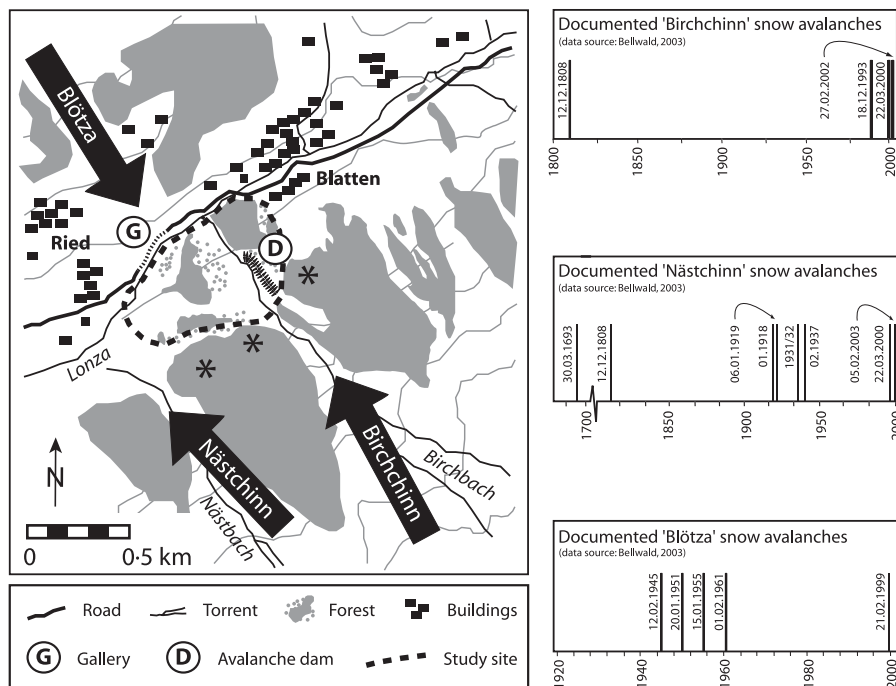 Blötza
Blatten
G
Ried
D
*
*
*
Lonza
Nästchinn
Birchchinn
Birchbach
Nästbach
N
0 0·5 km
Road Torrent Forest Buildings
G Gallery D Avalanche dam Study site
Documented 'Birchchinn' snow avalanches
(data source: Bellwald, 2003)
12.12.1808
27.02.2002
18.12.1993
22.03.2000
1800 1850 1900 1950 2000
Documented 'Nästchinn' snow avalanches
(data source: Bellwald, 2003)
30.03.1693
12.12.1808
06.01.1919
01.1918
1931/32
02.1937
05.02.2003
22.03.2000
1700 1850 1900 1950 2000
Documented 'Blötza' snow avalanches
(data source: Bellwald, 2003)
12.02.1945
20.01.1951
15.01.1955
01.02.1961
21.02.1999
1920 1940 1960 1980 2000